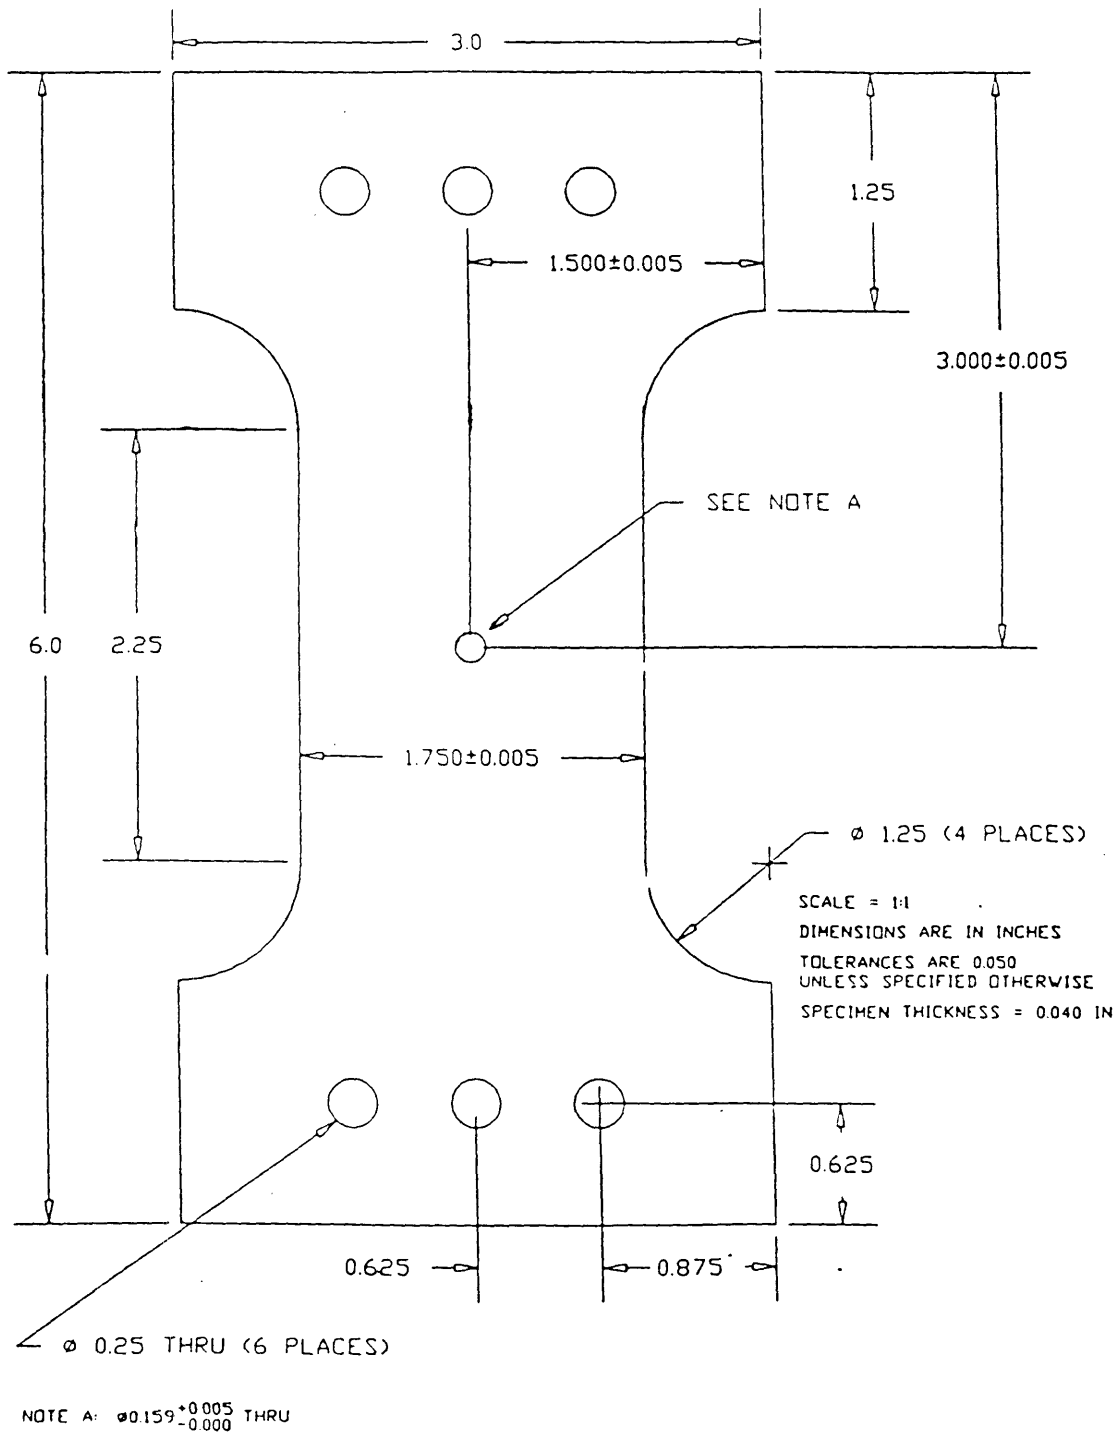 3.0
1.25
1.500±0.005
3.000±0.005
SEE NOTE A
6.0
2.25
1.750±0.005
ø 1.25 (4 PLACES)
SCALE = 1:1
DIMENSIONS ARE IN INCHES
TOLERANCES ARE 0.050
UNLESS SPECIFIED OTHERWISE
SPECIMEN THICKNESS = 0.040 IN
0.625
0.625
0.875
ø 0.25 THRU (6 PLACES)
NOTE A: ø0.159 +0.005 -0.000 THRU